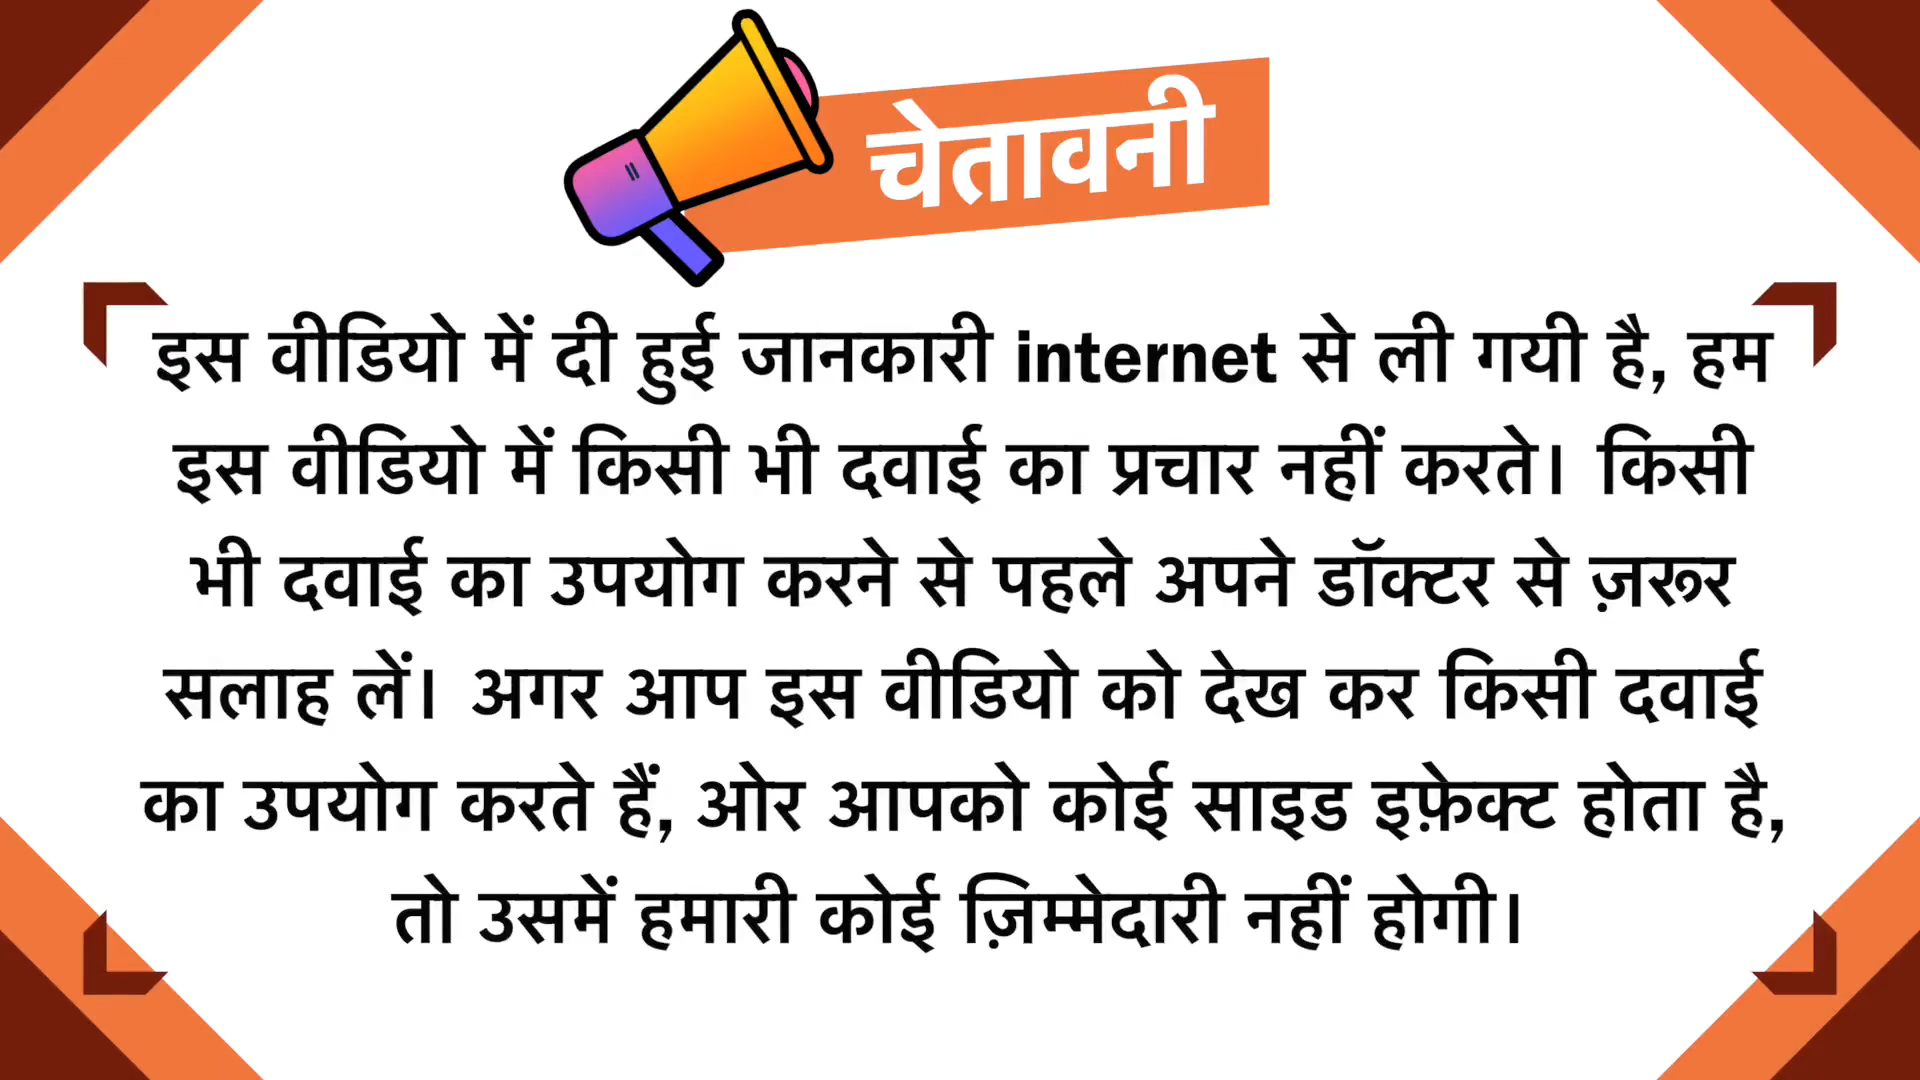 चेतावनी
इस वीडियो में दी हुई जानकारी internet से ली गयी है, हम
इस वीडियो में किसी भी दवाई का प्रचार नहीं करते। किसी
भी दवाई का उपयोग करने से पहले अपने डॉक्टर से ज़रूर
सलाह लें। अगर आप इस वीडियो को देख कर किसी दवाई
का उपयोग करते हैं, ओर आपको कोई साइड इफ़ेक्ट होता है,
तो उसमें हमारी कोई ज़िम्मेदारी नहीं होगी।